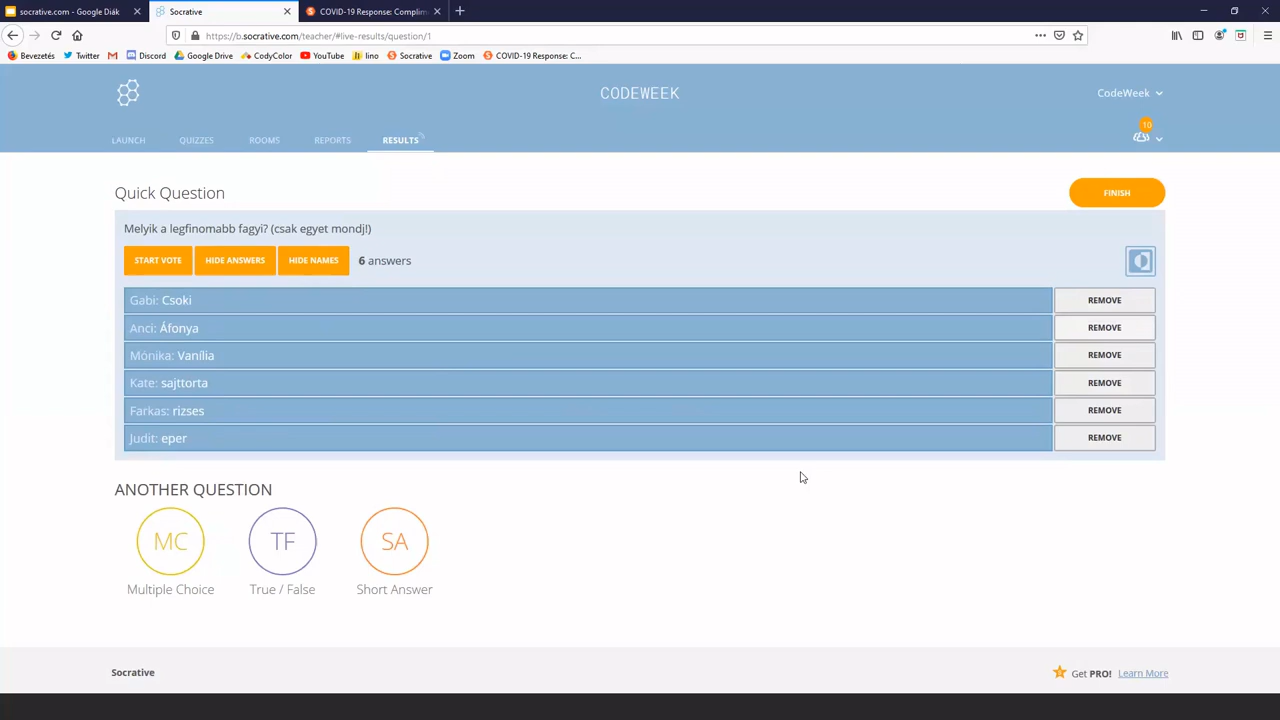 socrative.com - Google Diák
Socrative
COVID-19 Response: Complim
https://b.socrative.com/teacher/#live-results/question/1
Bevezetés
Twitter
Discord
Google Drive
CodyColor
YouTube
lino
Socrative
Zoom
COVID-19 Response: C...
CODEWEEK
CodeWeek
LAUNCH
QUIZZES
ROOMS
REPORTS
RESULTS
10
Quick Question
FINISH
Melyik a legfinomabb fagyi? (csak egyet mondj!)
START VOTE
HIDE ANSWERS
HIDE NAMES
6 answers
Gabi: Csoki
REMOVE
Anci: Áfonya
REMOVE
Mónika: Vanília
REMOVE
Kate: sajttorta
REMOVE
Farkas: rizses
REMOVE
Judit: eper
REMOVE
ANOTHER QUESTION
MC
TF
SA
Multiple Choice
True / False
Short Answer
Socrative
Get PRO! Learn More